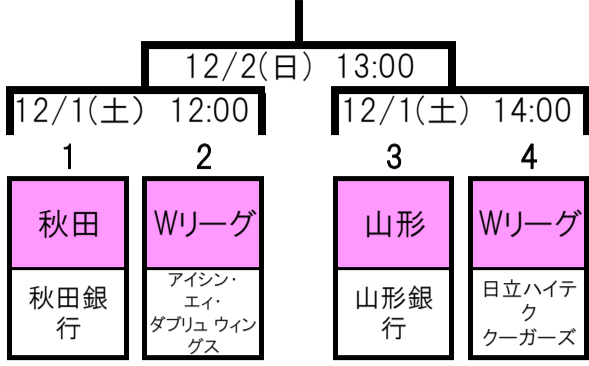 12/2(日) 13:00
12/1(土) 12:00
12/1(土) 14:00
1
2
3
4
秋田
Wリーグ
山形
Wリーグ
秋田銀
行
アイシン・
エィ・
ダブリュ ウィン
グス
山形銀
行
日立ハイテ
ク
クーガーズ